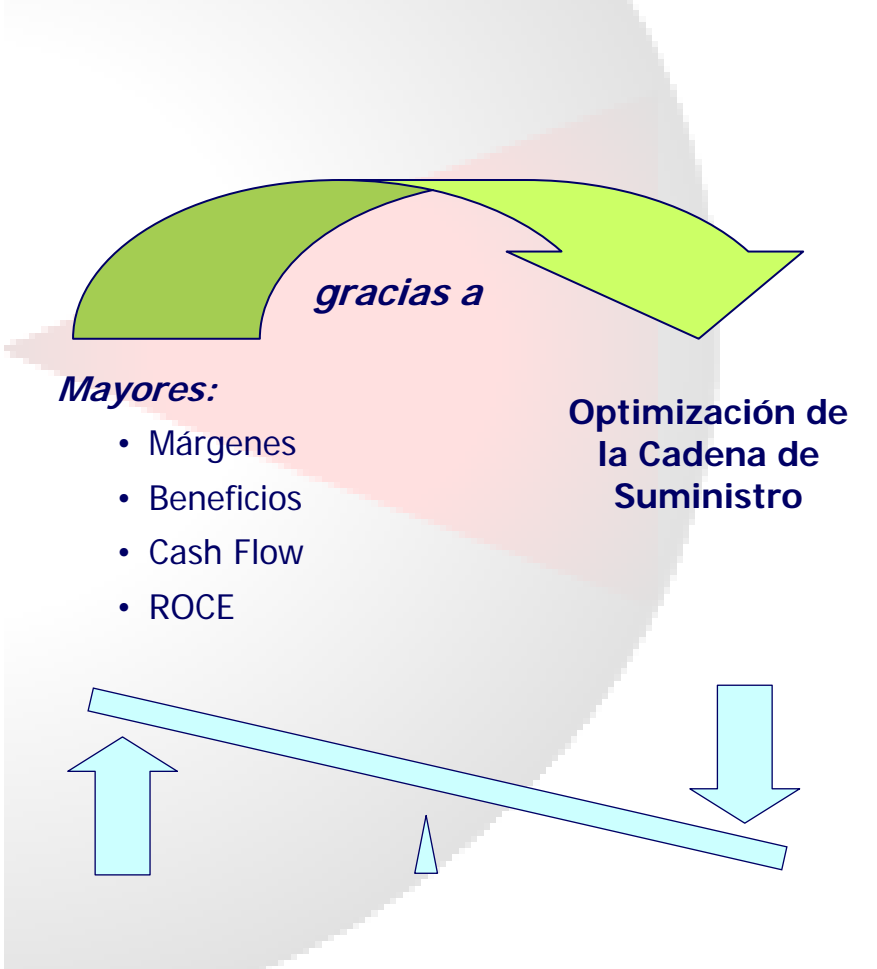 gracias a
Mayores:
• Márgenes
• Beneficios
• Cash Flow
• ROCE
Optimización de
la Cadena de
Suministro